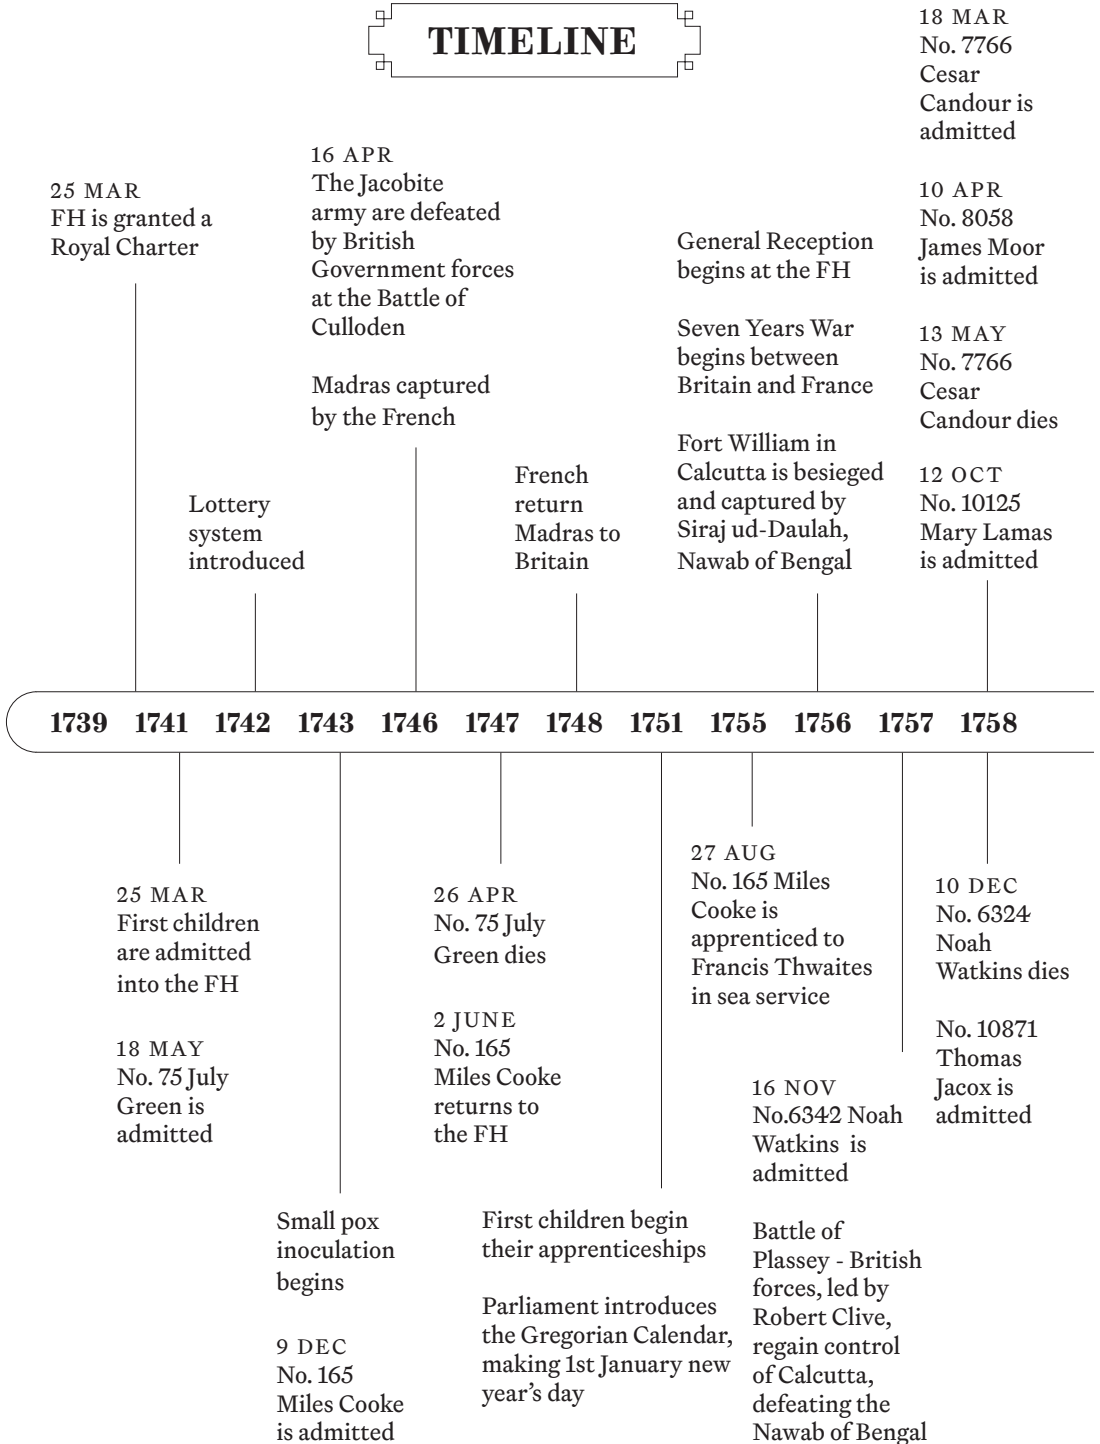 TIMELINE
25 MAR
FH is granted a
Royal Charter
Lottery
system
introduced
16 APR
The Jacobite
army are defeated
by British
Government forces
at the Battle of
Culloden
Madras captured
by the French
French
return
Madras to
Britain
General Reception
begins at the FH
Seven Years War
begins between
Britain and France
Fort William in
Calcutta is besieged
and captured by
Siraj ud-Daulah,
Nawab of Bengal
18 MAR
No. 7766
Cesar
Candour is
admitted
10 APR
No. 8058
James Moor
is admitted
13 MAY
No. 7766
Cesar
Candour dies
12 OCT
No. 10125
Mary Lamas
is admitted
1739 1741 1742 1743 1746 1747 1748 1751 1755 1756 1757 1758
25 MAR
First children
are admitted
into the FH
18 MAY
No. 75 July
Green is
admitted
Small pox
inoculation
begins
9 DEC
No. 165
Miles Cooke
is admitted
26 APR
No. 75 July
Green dies
2 JUNE
No. 165
Miles Cooke
returns to
the FH
First children begin
their apprenticeships
Parliament introduces
the Gregorian Calendar,
making 1st January new
year's day
27 AUG
No. 165 Miles
Cooke is
apprenticed to
Francis Thwaites
in sea service
16 NOV
No.6342 Noah
Watkins is
admitted
Battle of
Plassey - British
forces, led by
Robert Clive,
regain control
of Calcutta,
defeating the
Nawab of Bengal
10 DEC
No. 6324
Noah
Watkins dies
No. 10871
Thomas
Jacox is
admitted